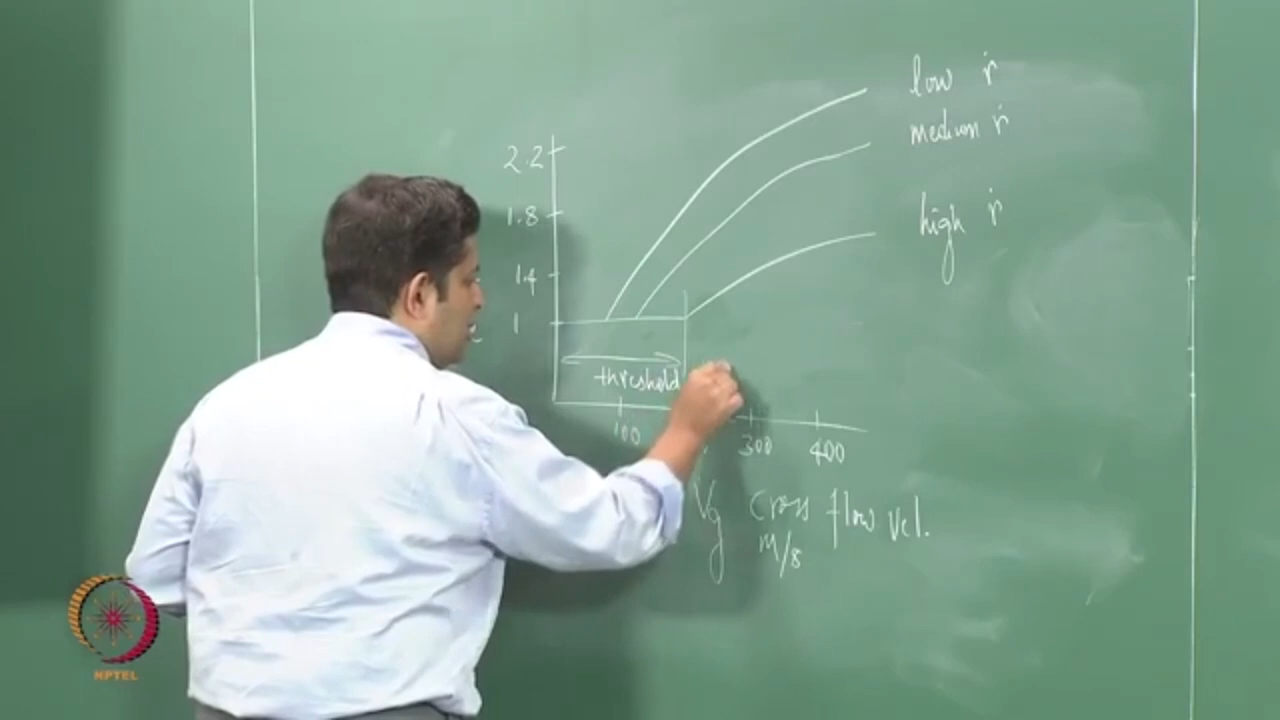 low ṙ
medium ṙ
high ṙ
2.2
1.8
1.4
1
threshold
100
300
400
Vg cross flow vel.
m/s
NPTEL